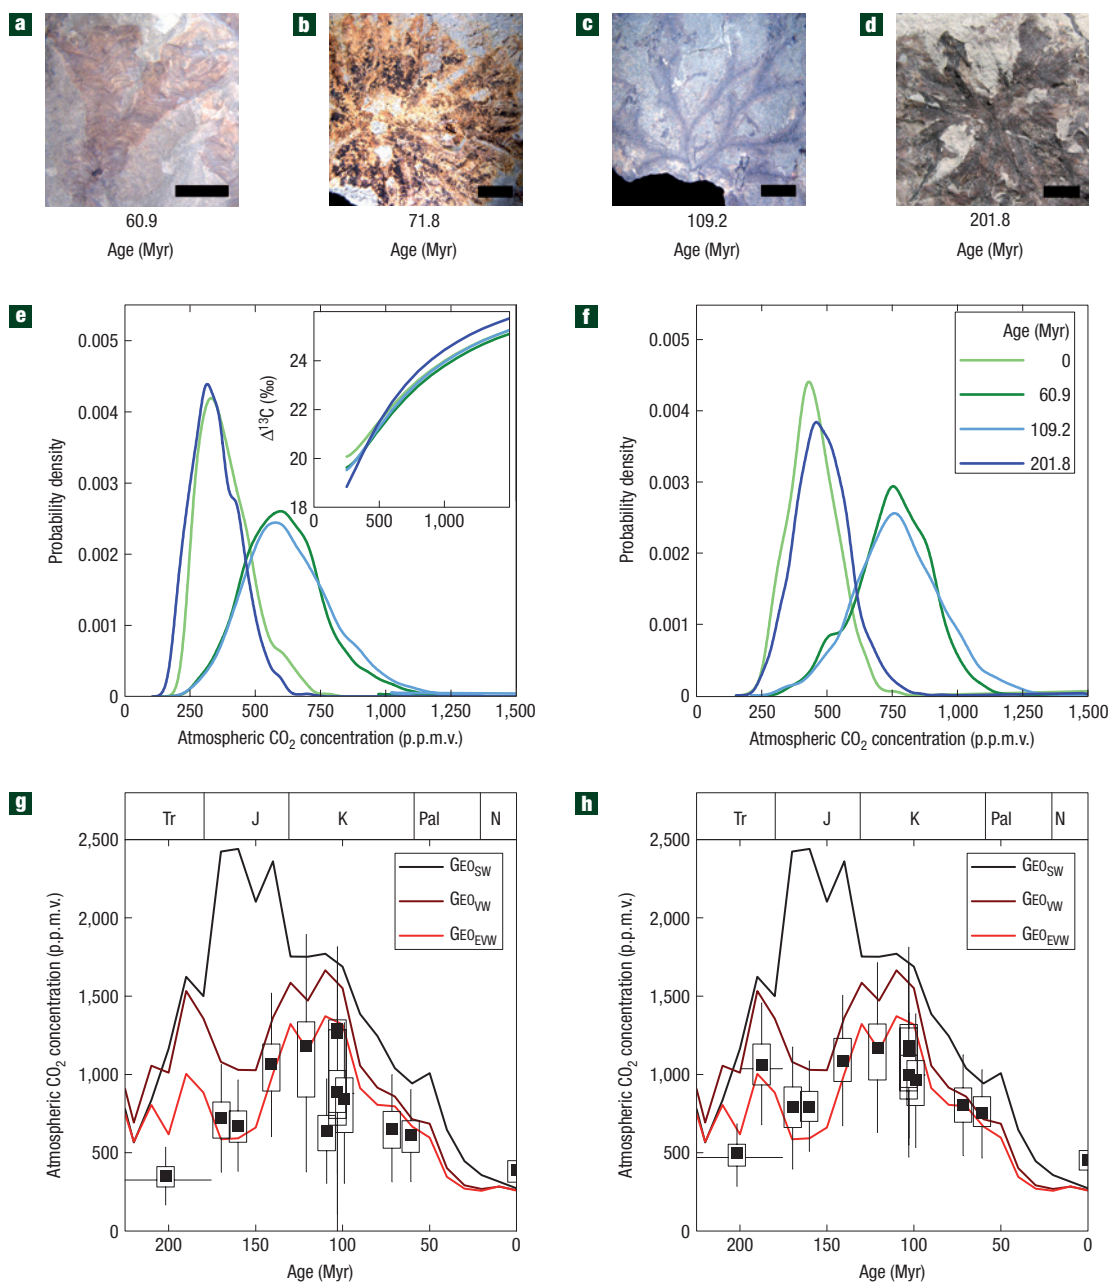 a
b
c
d
60.9
71.8
109.2
201.8
Age (Myr)
Age (Myr)
Age (Myr)
Age (Myr)
e
0.005
0.004
0.003
0.002
0.001
0
Probability density
0 250 500 750 1,000 1,250 1,500
Atmospheric CO2 concentration (p.p.m.v.)
24
22
20
18
Δ13C (‰)
0 500 1,000
f
0.005
0.004
0.003
0.002
0.001
0
Probability density
0 250 500 750 1,000 1,250 1,500
Atmospheric CO2 concentration (p.p.m.v.)
Age (Myr)
0
60.9
109.2
201.8
g
Tr J K Pal N
2,500
2,000
1,500
1,000
500
0
Atmospheric CO2 concentration (p.p.m.v.)
GEOSW
GEOVW
GEOEVW
200 150 100 50 0
Age (Myr)
h
Tr J K Pal N
2,500
2,000
1,500
1,000
500
0
Atmospheric CO2 concentration (p.p.m.v.)
GEOSW
GEOVW
GEOEVW
200 150 100 50 0
Age (Myr)